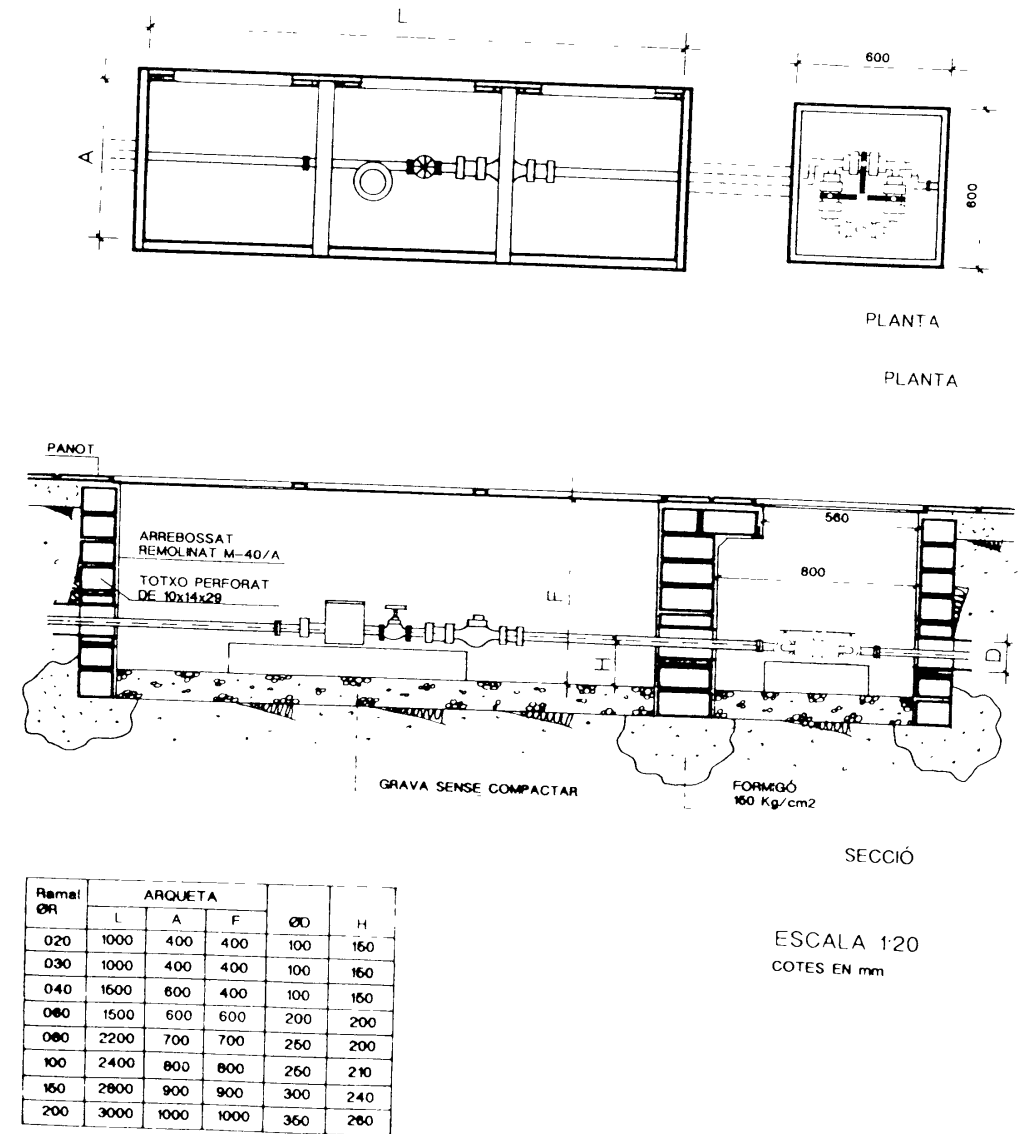 L
600
A
600
PLANTA
PLANTA
PANOT
ARREBOSSAT
REMOLINAT M-40/A
TOTXO PERFORAT
DE 10x14x29
560
800
F
H
D
GRAVA SENSE COMPACTAR
FORMIGÓ
150 Kg/cm2
SECCIÓ
ESCALA 1:20
COTES EN mm
Ramal ØR ARQUETA ØD H
L A F
020 1000 400 400 100 150
030 1000 400 400 100 150
040 1500 600 400 100 150
060 1500 600 600 200 200
080 2200 700 700 250 200
100 2400 800 800 250 210
150 2800 900 900 300 240
200 3000 1000 1000 350 260